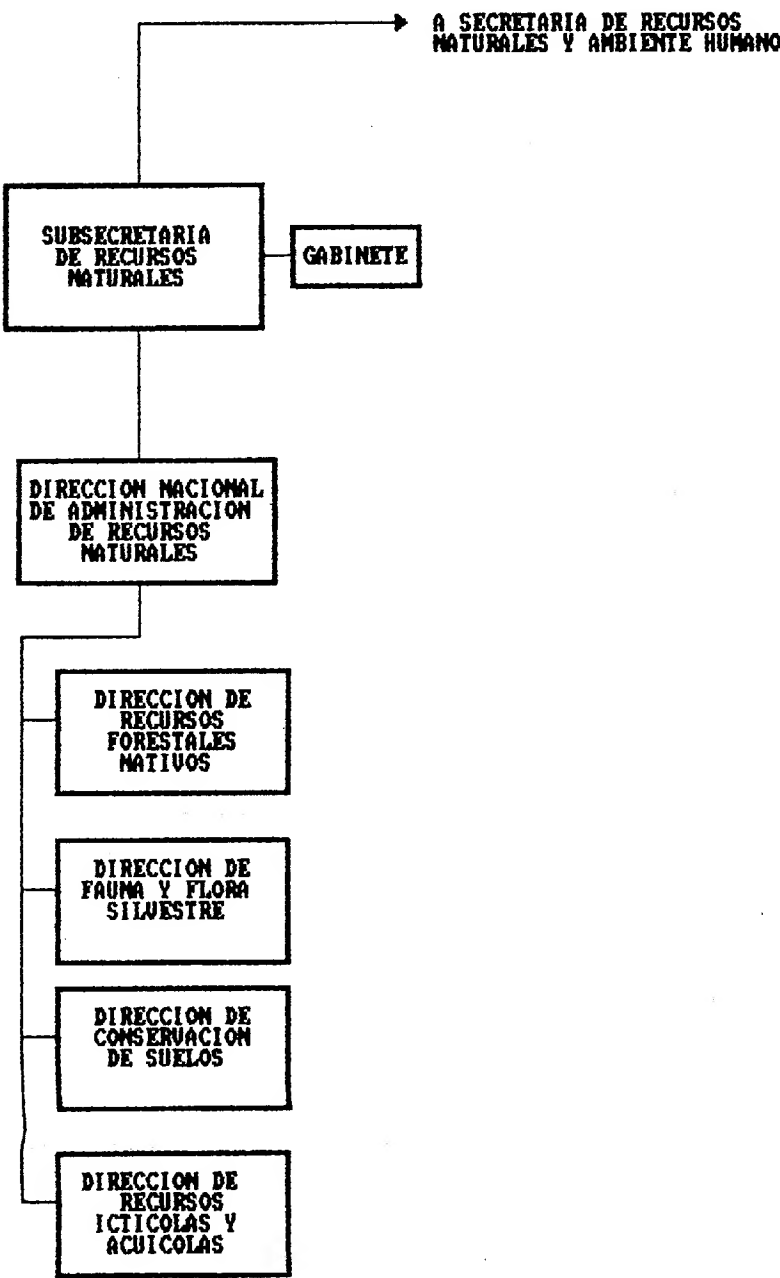 A SECRETARIA DE RECURSOS
NATURALES Y AMBIENTE HUMANO
SUBSECRETARIA
DE RECURSOS
NATURALES
GABINETE
DIRECCION NACIONAL
DE ADMINISTRACION
DE RECURSOS
NATURALES
DIRECCION DE
RECURSOS
FORESTALES
NATIVOS
DIRECCION DE
FAUNA Y FLORA
SILVESTRE
DIRECCION DE
CONSERVACION
DE SUELOS
DIRECCION DE
RECURSOS
ICTICOLAS Y
ACUICOLAS